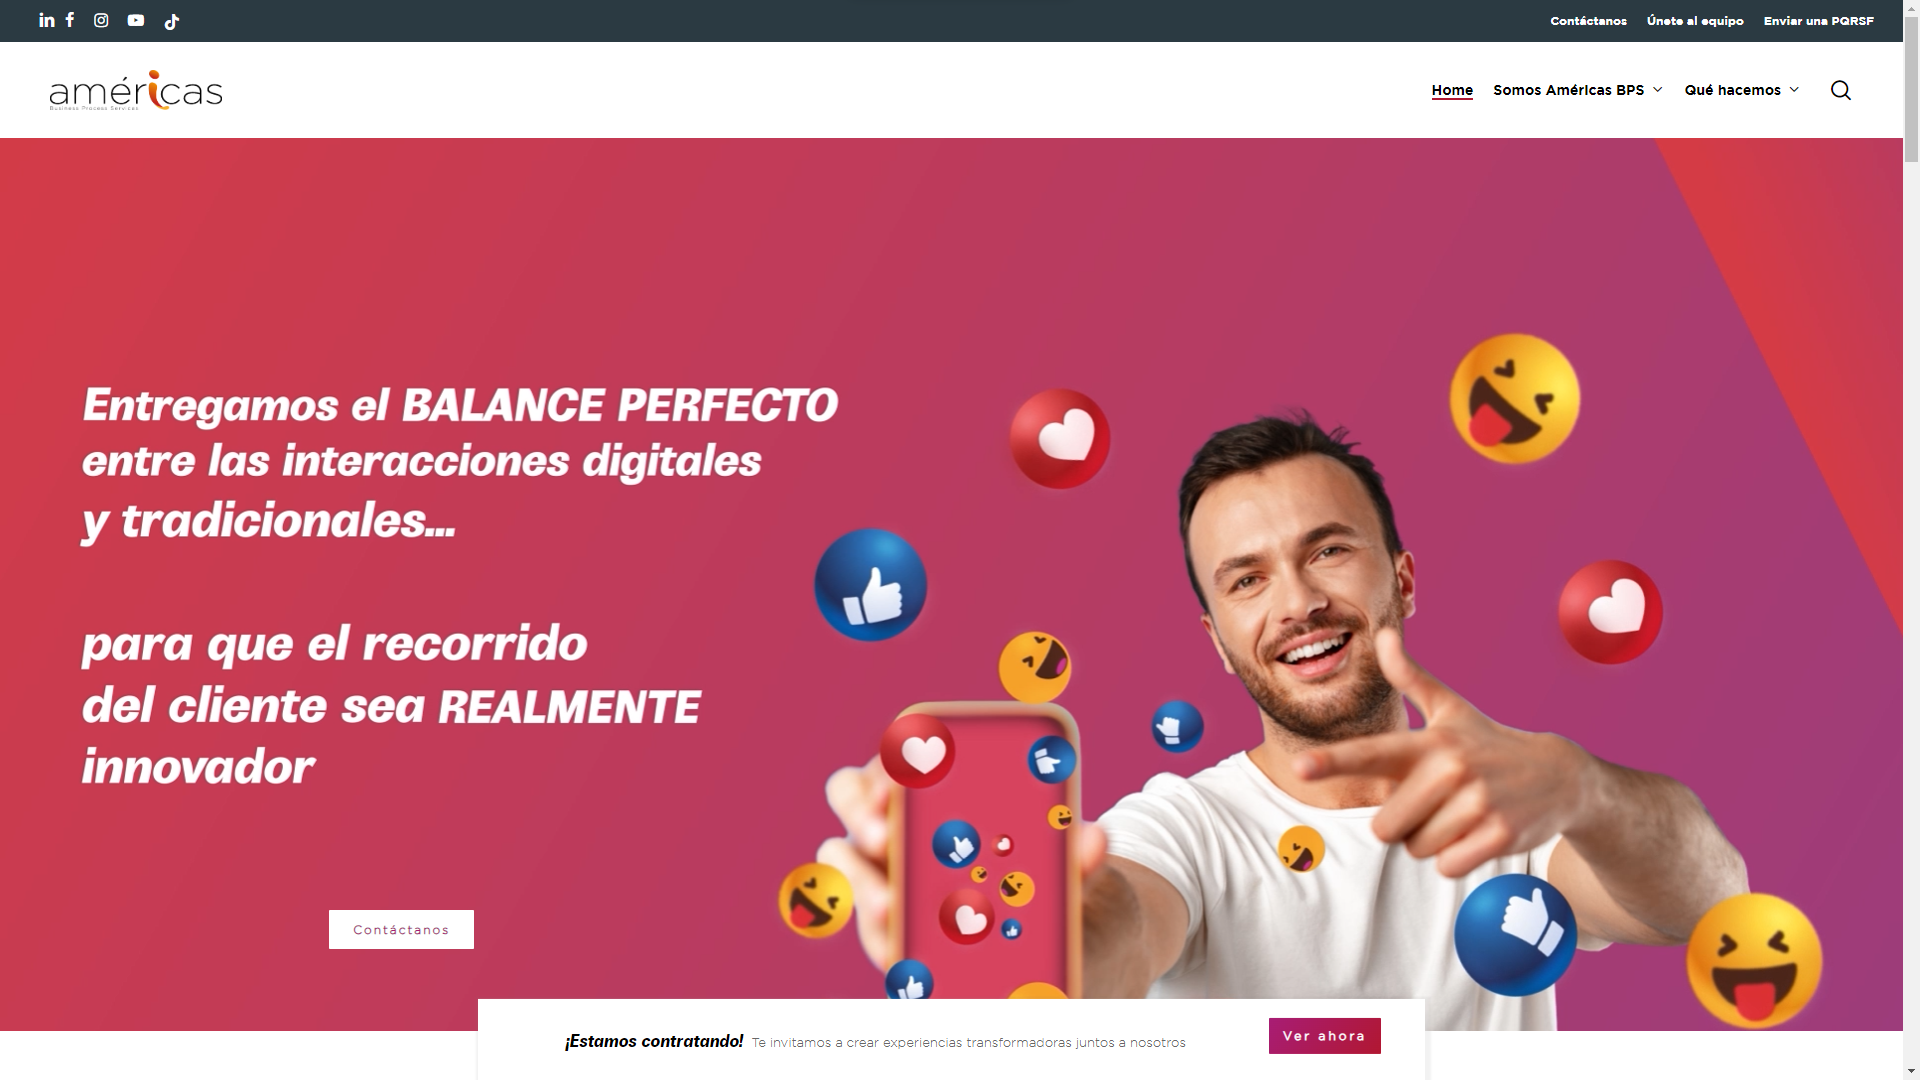 Contáctanos Únete al equipo Enviar una PQRSF
américas
Business Process Services
Home Somos Américas BPS Qué hacemos
Entregamos el BALANCE PERFECTO
entre las interacciones digitales
y tradicionales...
para que el recorrido
del cliente sea REALMENTE
innovador
Contáctanos
¡Estamos contratando! Te invitamos a crear experiencias transformadoras juntos a nosotros
Ver ahora